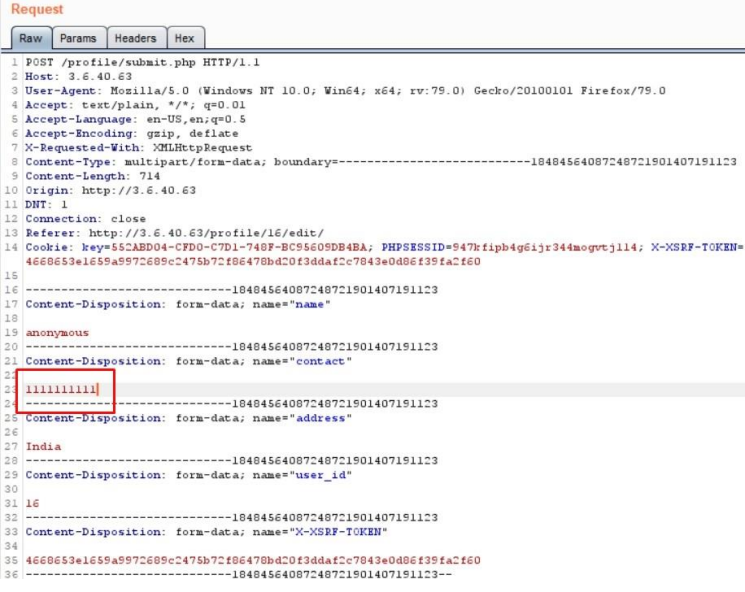 Request
Raw Params Headers Hex
1 POST /profile/submit.php HTTP/1.1
2 Host: 3.6.40.63
3 User-Agent: Mozilla/5.0 (Windows NT 10.0; Win64; x64; rv:79.0) Gecko/20100101 Firefox/79.0
4 Accept: text/plain, */*; q=0.01
5 Accept-Language: en-US,en;q=0.5
6 Accept-Encoding: gzip, deflate
7 X-Requested-With: XMLHttpRequest
8 Content-Type: multipart/form-data; boundary=---------------------------18484564087248721901407191123
9 Content-Length: 714
10 Origin: http://3.6.40.63
11 DNT: 1
12 Connection: close
13 Referer: http://3.6.40.63/profile/16/edit/
14 Cookie: key=552ABD04-CFD0-C7D1-748F-BC95609DB4BA; PHPSESSID=947kfipb4g6ijr344mogvtjl14; X-XSRF-TOKEN=
4668653e1659a9972689c2475b72f86478bd20f3ddaf2c7843e0d86f39fa2f60
15
16 -----------------------------18484564087248721901407191123
17 Content-Disposition: form-data; name="name"
18
19 anonymous
20 -----------------------------18484564087248721901407191123
21 Content-Disposition: form-data; name="contact"
22
23 1111111111
24 -----------------------------18484564087248721901407191123
25 Content-Disposition: form-data; name="address"
26
27 India
28 -----------------------------18484564087248721901407191123
29 Content-Disposition: form-data; name="user_id"
30
31 16
32 -----------------------------18484564087248721901407191123
33 Content-Disposition: form-data; name="X-XSRF-TOKEN"
34
35 4668653e1659a9972689c2475b72f86478bd20f3ddaf2c7843e0d86f39fa2f60
36 -----------------------------18484564087248721901407191123--